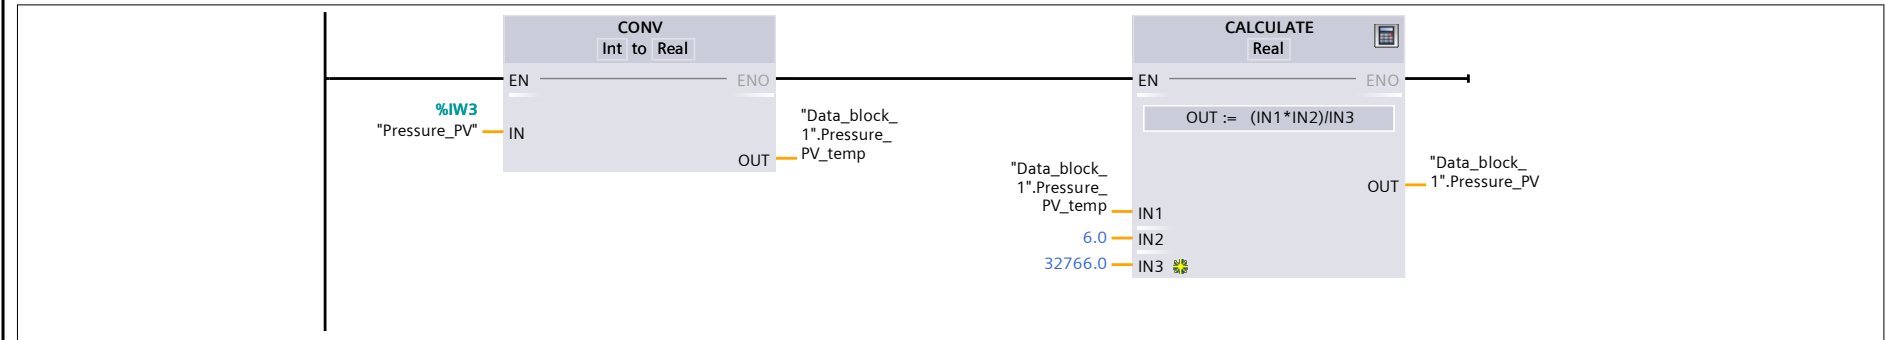 CONV
Int to Real
EN
ENO
%IW3
"Pressure_PV"
IN
OUT
"Data_block_
1".Pressure_
PV_temp
CALCULATE
Real
EN
ENO
OUT := (IN1*IN2)/IN3
"Data_block_
1".Pressure_
PV_temp
IN1
6.0
IN2
32766.0
IN3
OUT
"Data_block_
1".Pressure_PV